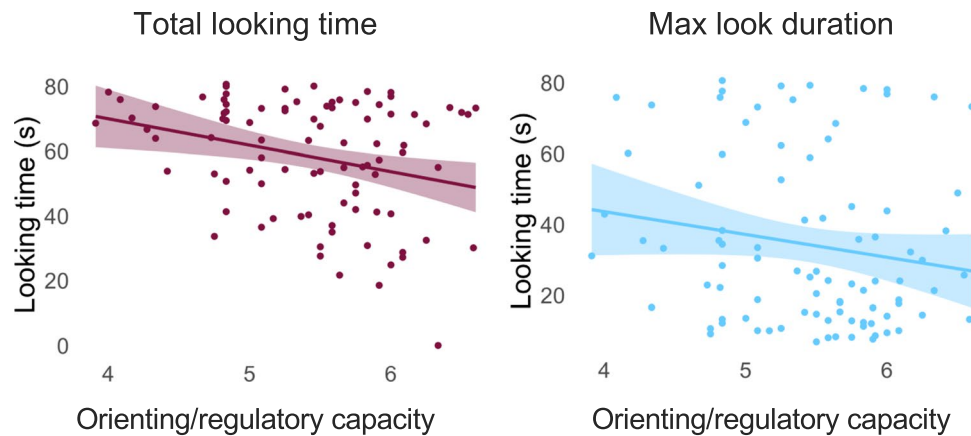 Total looking time
Looking time (s)
80
60
40
20
0
4 5 6
Orienting/regulatory capacity
Max look duration
Looking time (s)
80
60
40
20
4 5 6
Orienting/regulatory capacity